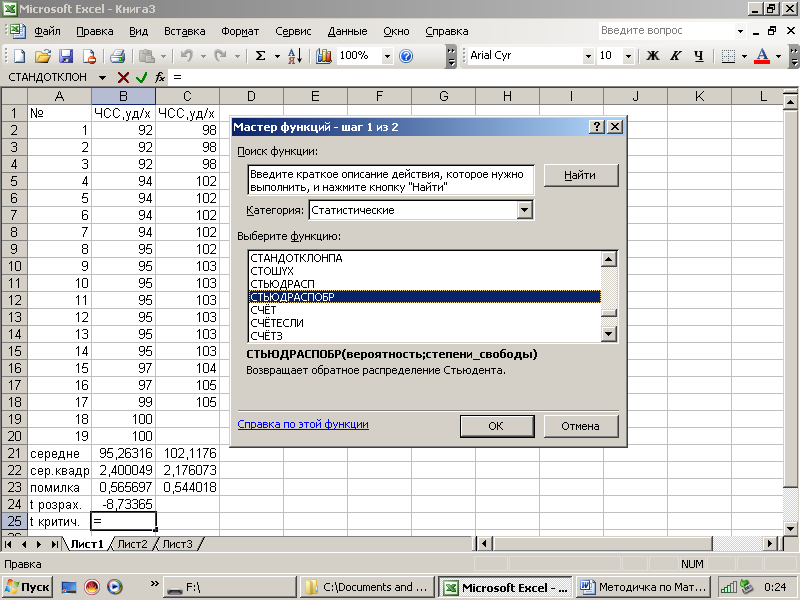 Microsoft Excel - Книга3
Файл Правка Вид Вставка Формат Сервис Данные Окно Справка Введите вопрос
Σ 100% Arial Cyr 10 Ж К Ч А
СТАНДОТКЛОН fx =
A B C D E F G H I J K L
1 № ЧСС,уд/х ЧСС,уд/х
2 1 92 98
3 2 92 98
4 3 92 98
5 4 94 102
6 5 94 102
7 6 94 102
8 7 94 102
9 8 95 102
10 9 95 103
11 10 95 103
12 11 95 103
13 12 95 103
14 13 95 103
15 14 95 103
16 15 97 104
17 16 97 105
18 17 99 105
19 18 100
20 19 100
21 середне 95,26316 102,1176
22 сер.квадр 2,400049 2,176073
23 помилка 0,565697 0,544018
24 t розрах. -8,73365
25 t критич. =
Мастер функций - шаг 1 из 2
Поиск функции:
Введите краткое описание действия, которое нужно
выполнить, и нажмите кнопку "Найти"
Найти
Категория: Статистические
Выберите функцию:
СТАНДОТКЛОНПА
СТОШYX
СТЬЮДРАСП
СТЬЮДРАСПОБР
СЧЁТ
СЧЁТЕСЛИ
СЧЁТЗ
СТЬЮДРАСПОБР(вероятность;степени_свободы)
Возвращает обратное распределение Стьюдента.
Справка по этой функции
ОК Отмена
Лист1 Лист2 Лист3
Правка NUM
Пуск » F:\ C:\Documents and ... Microsoft Excel - ... Методичка по Мат... 0:24